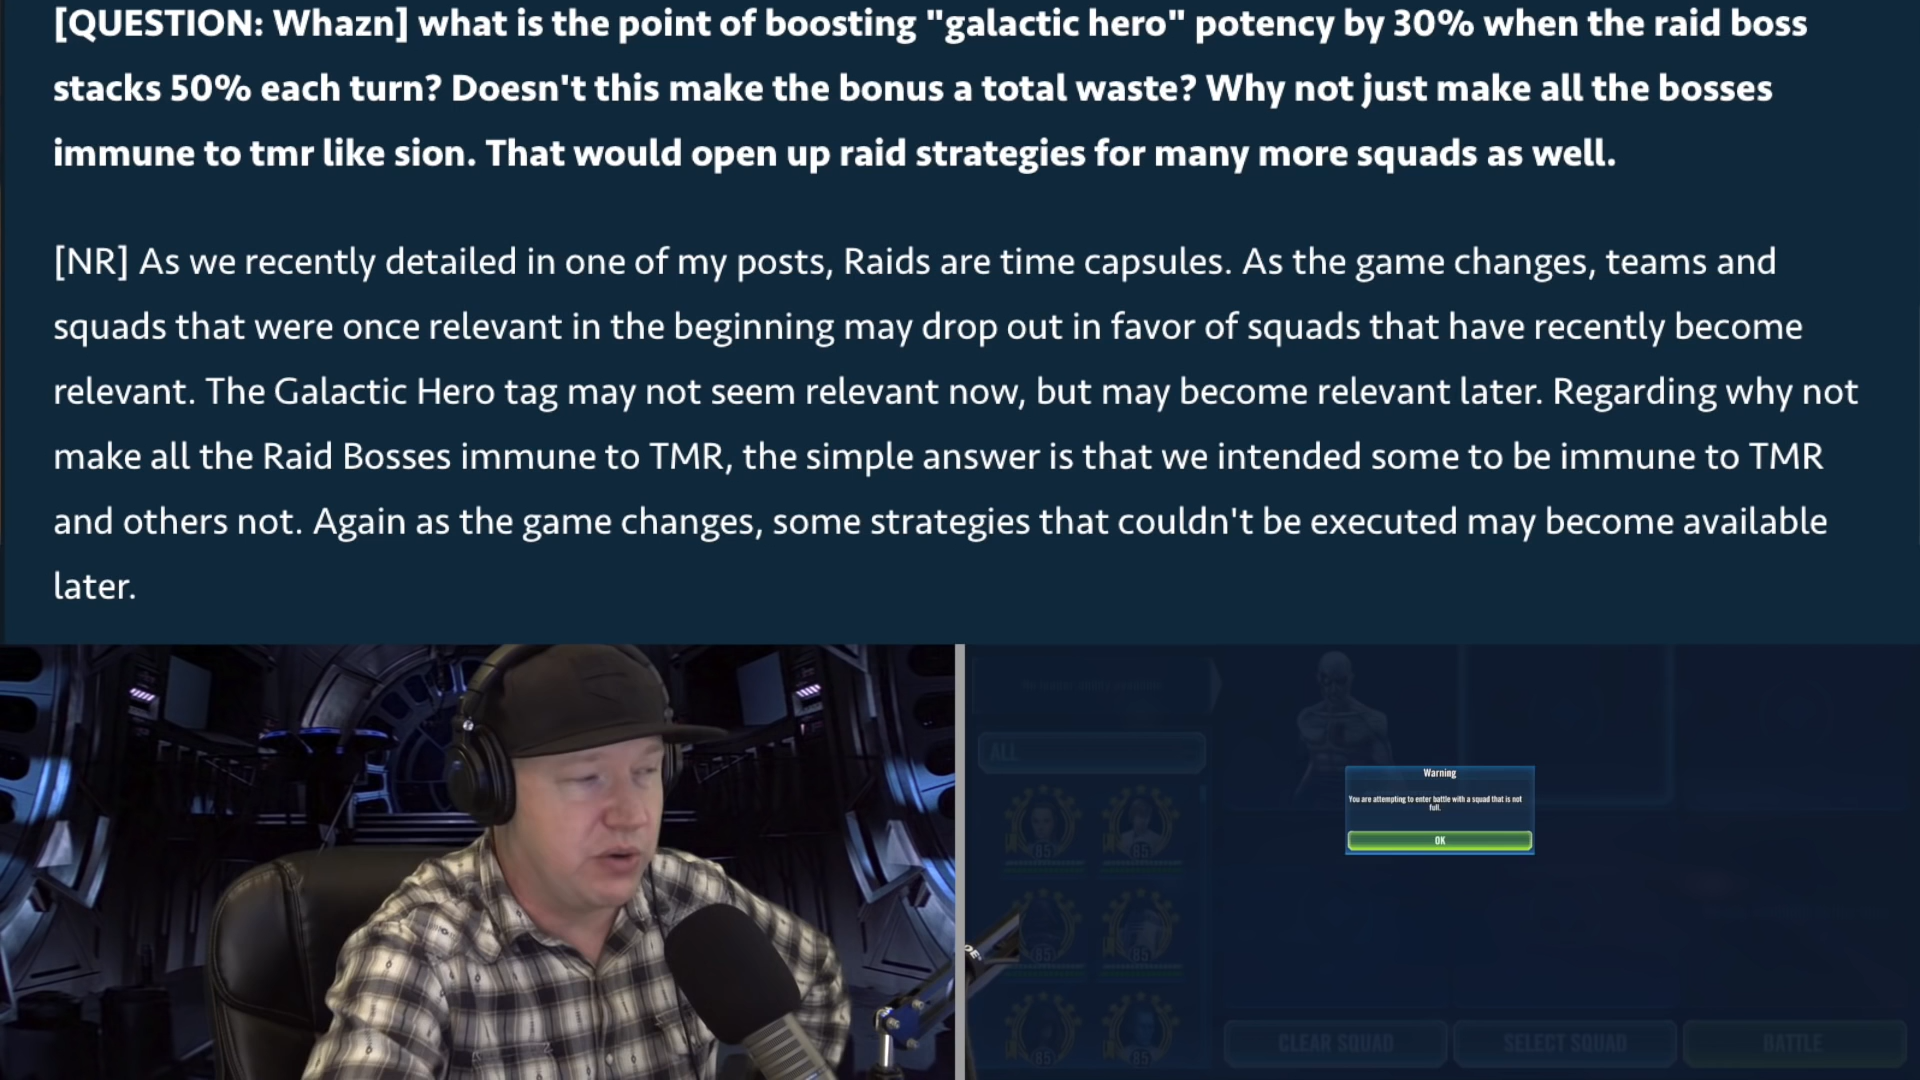 [QUESTION: Whazn] what is the point of boosting "galactic hero" potency by 30% when the raid boss
stacks 50% each turn? Doesn't this make the bonus a total waste? Why not just make all the bosses
immune to tmr like sion. That would open up raid strategies for many more squads as well.
[NR] As we recently detailed in one of my posts, Raids are time capsules. As the game changes, teams and
squads that were once relevant in the beginning may drop out in favor of squads that have recently become
relevant. The Galactic Hero tag may not seem relevant now, but may become relevant later. Regarding why not
make all the Raid Bosses immune to TMR, the simple answer is that we intended some to be immune to TMR
and others not. Again as the game changes, some strategies that couldn't be executed may become available
later.
ALL
Warning
You are attempting to enter battle with a squad that is not
full.
OK
85 85
85 85
85 85
CLEAR SQUAD SELECT SQUAD BATTLE